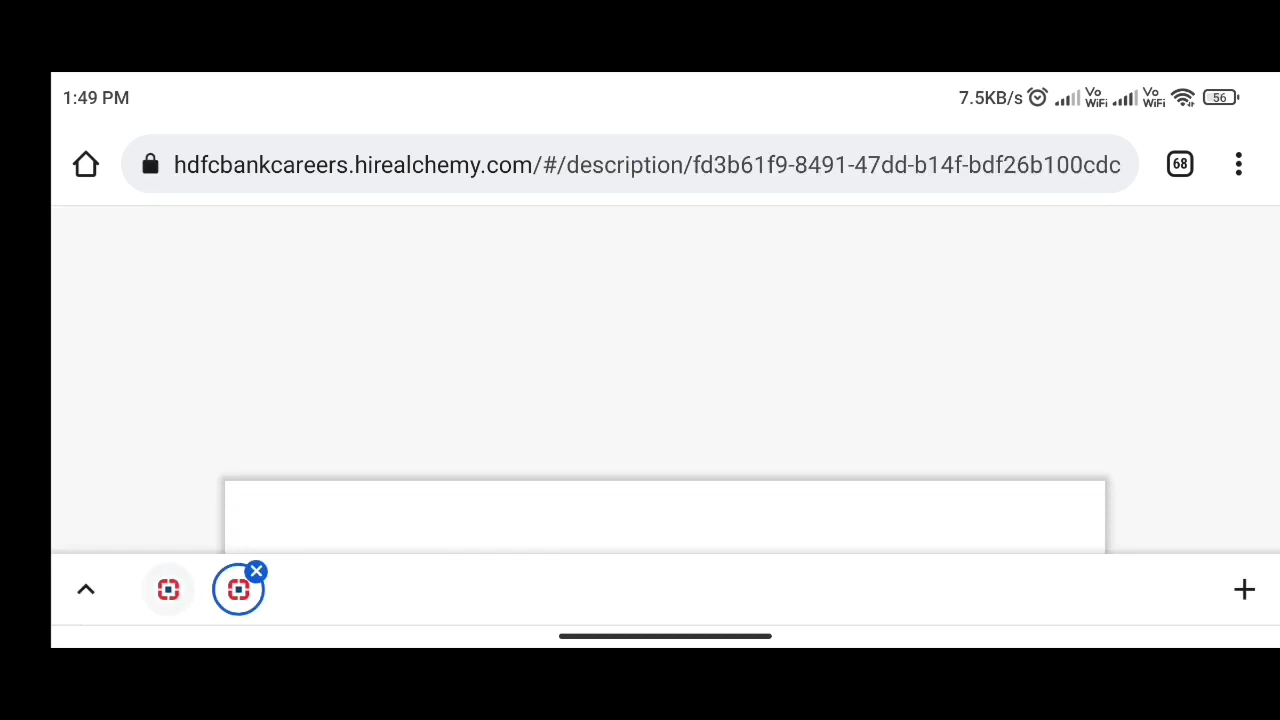 1:49 PM
7.5KB/s Vo WiFi Vo WiFi 56
hdfcbankcareers.hirealchemy.com/#/description/fd3b61f9-8491-47dd-b14f-bdf26b100cdc
68